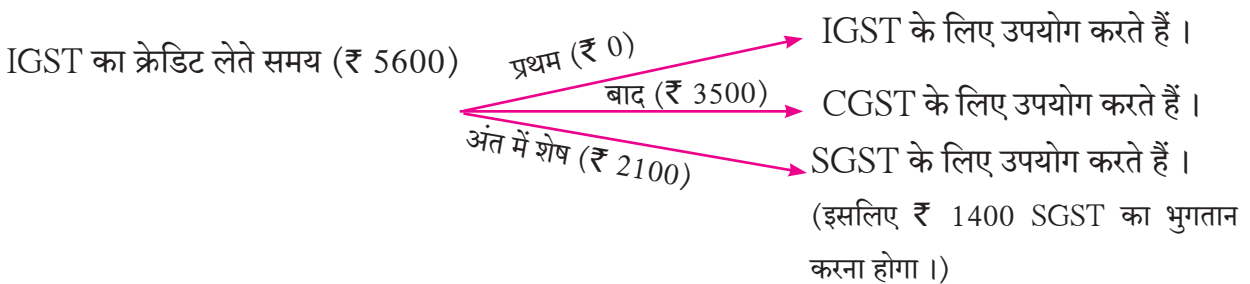 IGST का क्रेडिट लेते समय (₹ 5600)
प्रथम (₹ 0)
IGST के लिए उपयोग करते हैं ।
बाद (₹ 3500)
CGST के लिए उपयोग करते हैं ।
अंत में शेष (₹ 2100)
SGST के लिए उपयोग करते हैं ।
(इसलिए ₹ 1400 SGST का भुगतान
करना होगा ।)